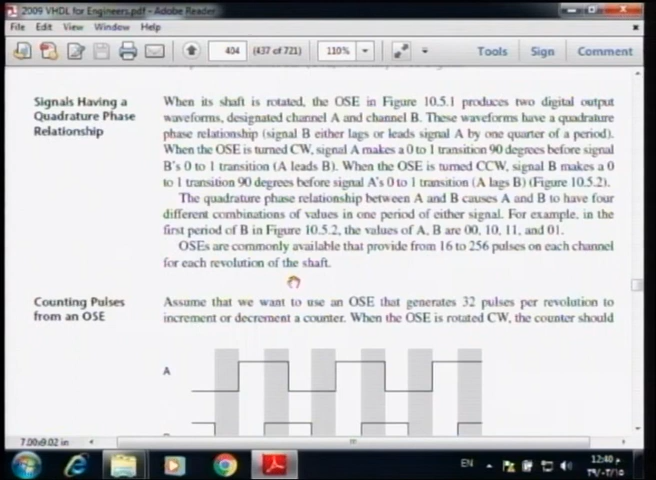 2009 VHDL for Engineers.pdf - Adobe Reader
File Edit View Window Help
404 (437 of 721) 110% Tools Sign Comment
Signals Having a
Quadrature Phase
Relationship
When its shaft is rotated, the OSE in Figure 10.5.1 produces two digital output
waveforms, designated channel A and channel B. These waveforms have a quadrature
phase relationship (signal B either lags or leads signal A by one quarter of a period).
When the OSE is turned CW, signal A makes a 0 to 1 transition 90 degrees before signal
B's 0 to 1 transition (A leads B). When the OSE is turned CCW, signal B makes a 0
to 1 transition 90 degrees before signal A's 0 to 1 transition (A lags B) (Figure 10.5.2).
The quadrature phase relationship between A and B causes A and B to have four
different combinations of values in one period of either signal. For example, in the
first period of B in Figure 10.5.2, the values of A, B are 00, 10, 11, and 01.
OSEs are commonly available that provide from 16 to 256 pulses on each channel
for each revolution of the shaft.
Counting Pulses
from an OSE
Assume that we want to use an OSE that generates 32 pulses per revolution to
increment or decrement a counter. When the OSE is rotated CW, the counter should
A
7.00x9.02 in
EN
12:40